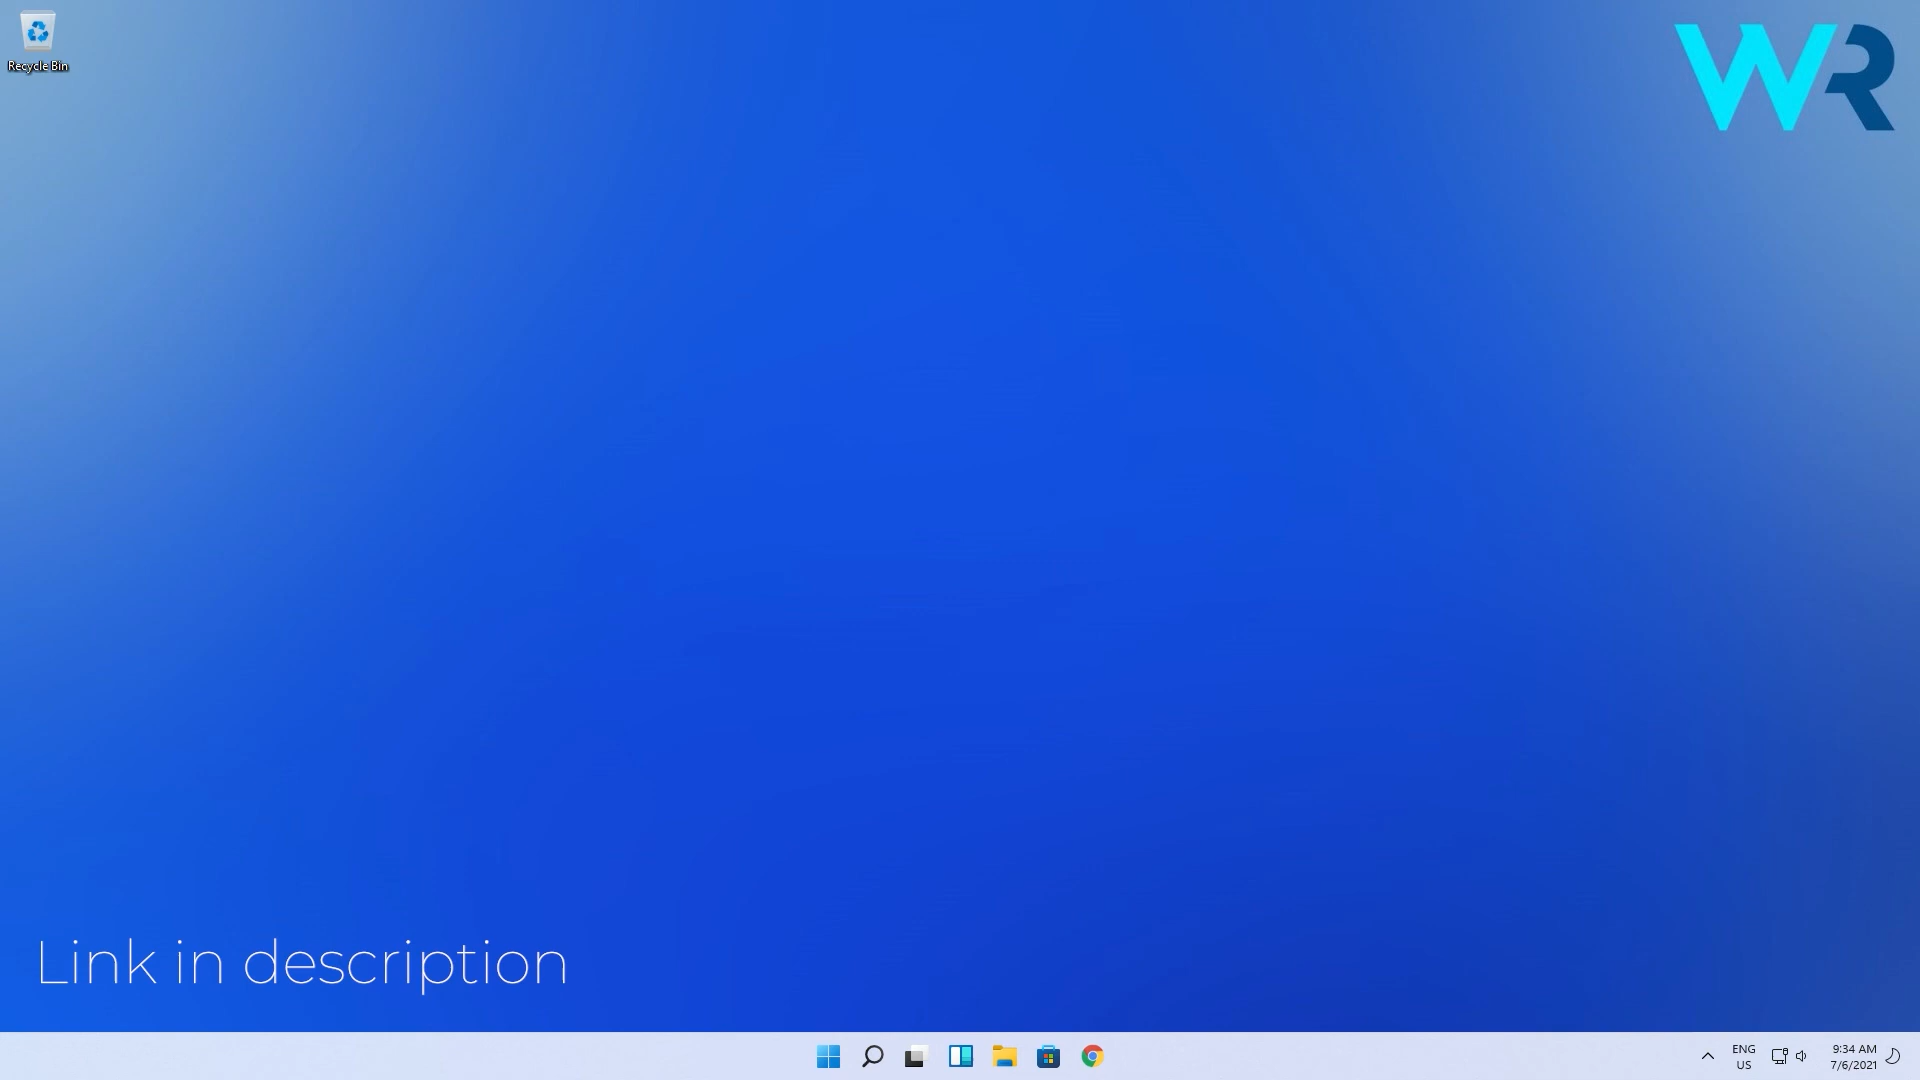 Recycle Bin
WR
Link in description
ENG
US
9:34 AM
7/6/2021